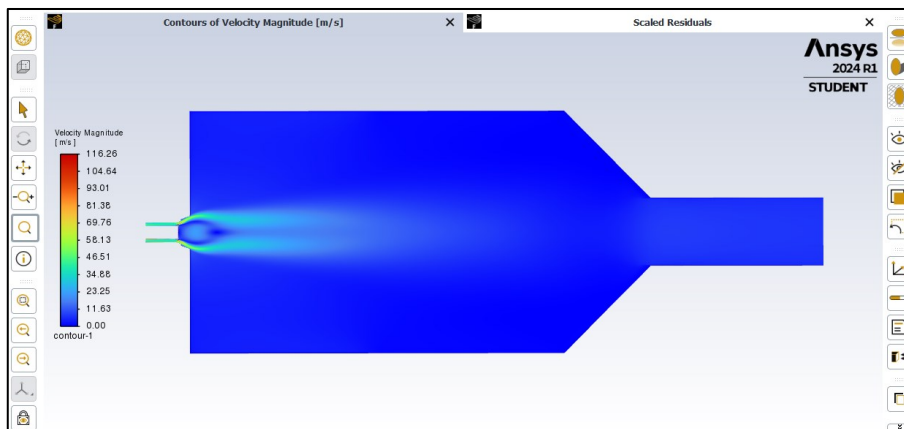 Contours of Velocity Magnitude [m/s]
Scaled Residuals
Ansys
2024 R1
STUDENT
Velocity Magnitude
[ m/s ]
116.26
104.64
93.01
81.38
69.76
58.13
46.51
34.88
23.25
11.63
0.00
contour-1